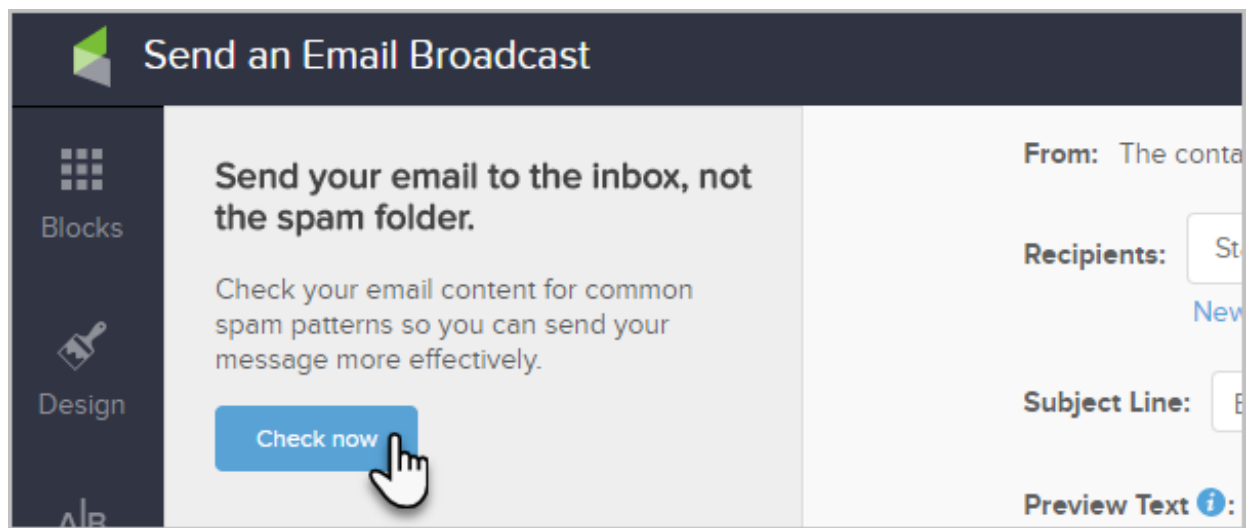 Send an Email Broadcast
Blocks
Design
A|B
Send your email to the inbox, not
the spam folder.
Check your email content for common
spam patterns so you can send your
message more effectively.
Check now
From: The conta
Recipients: St
New
Subject Line:
Preview Text i: